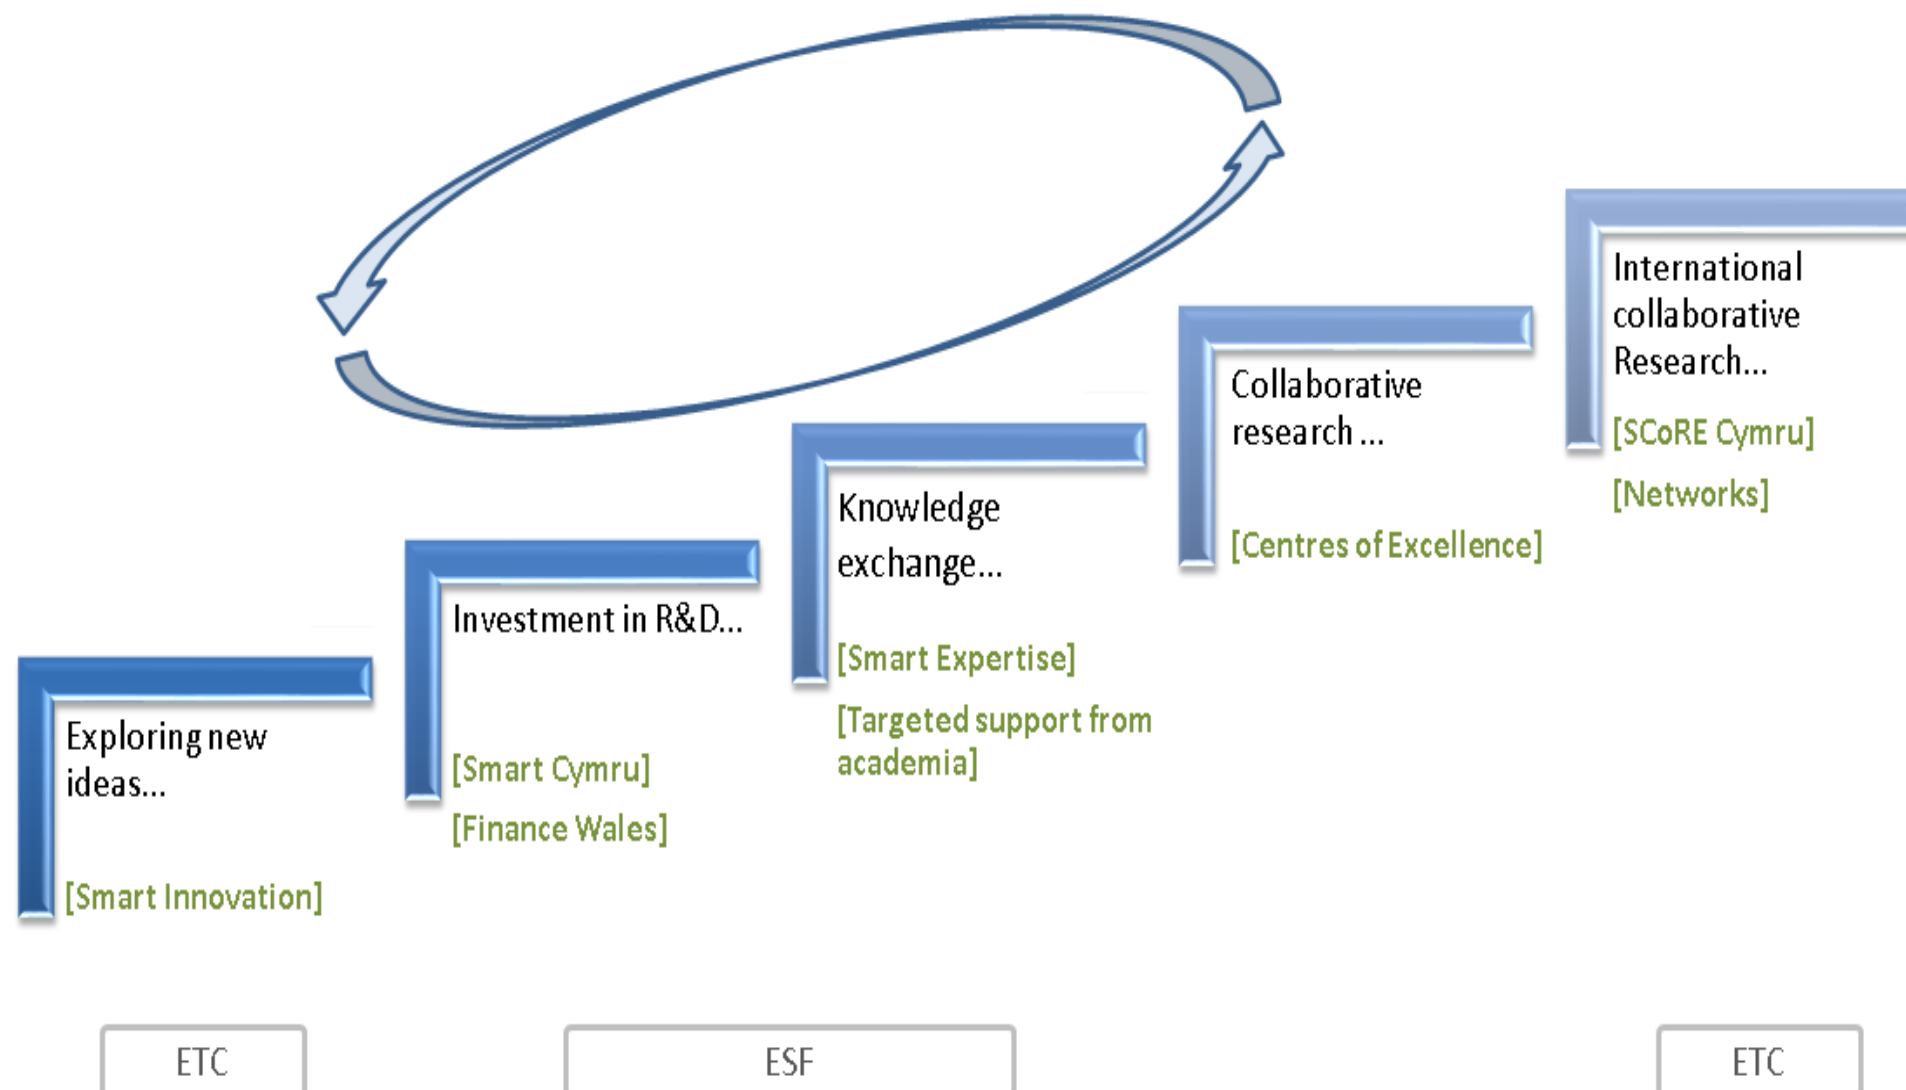 Exploring new
ideas...
[Smart Innovation]
Investment in R&D...
[Smart Cymru]
[Finance Wales]
Knowledge
exchange...
[Smart Expertise]
[Targeted support from
academia]
Collaborative
research ...
[Centres of Excellence]
International
collaborative
Research...
[SCoRE Cymru]
[Networks]
ETC
ESF
ETC